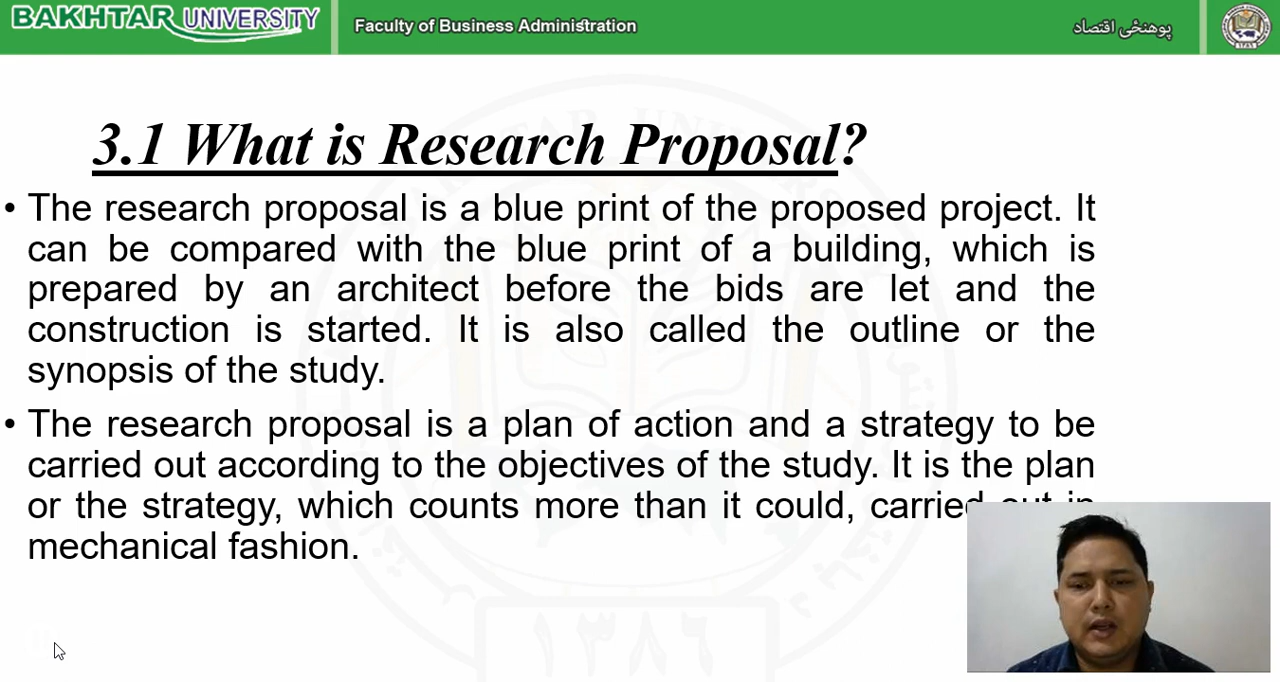 BAKHTAR UNIVERSITY
Faculty of Business Administration
پوهنځی اقتصاد
3.1 What is Research Proposal?
• The research proposal is a blue print of the proposed project. It
can be compared with the blue print of a building, which is
prepared by an architect before the bids are let and the
construction is started. It is also called the outline or the
synopsis of the study.
• The research proposal is a plan of action and a strategy to be
carried out according to the objectives of the study. It is the plan
or the strategy, which counts more than it could, carried out in
mechanical fashion.
١٣٨٦